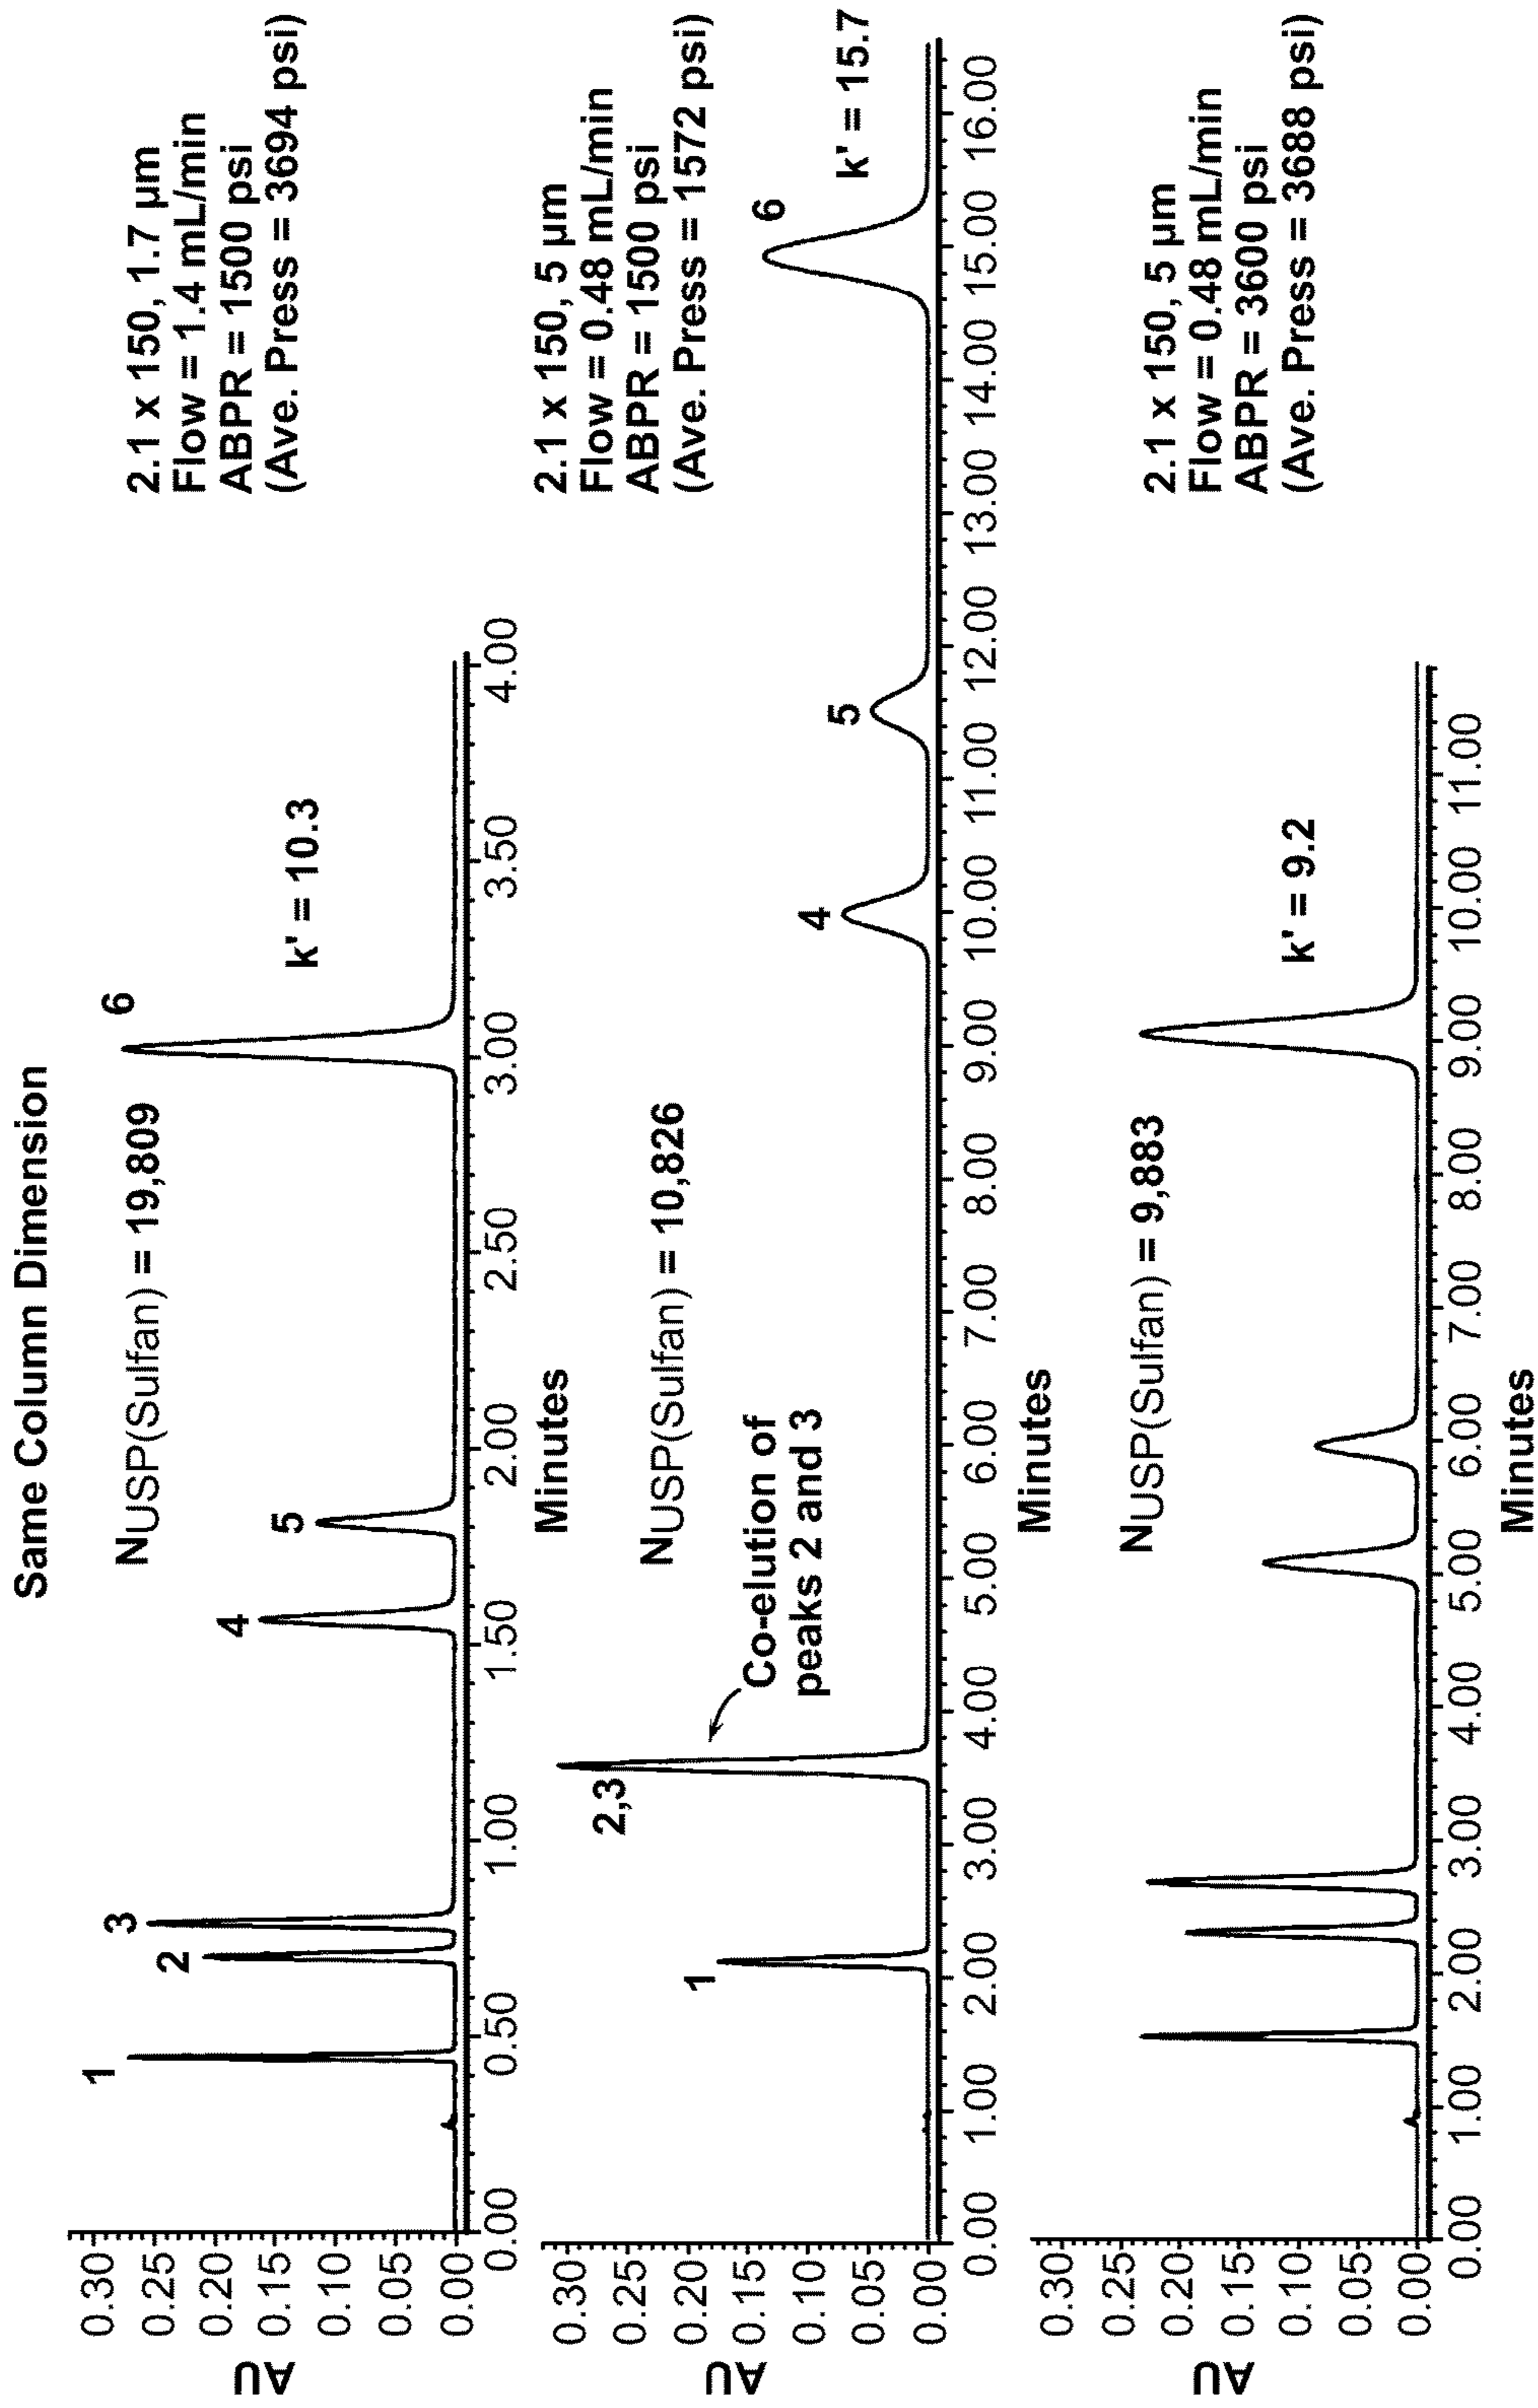 Same Column Dimension
2.1 x 150, 1.7 µm
Flow = 1.4 mL/min
ABPR = 1500 psi
(Ave. Press = 3694 psi)
NUSP(Sulfan) = 19,809
k' = 10.3
1
2
3
4
5
6
AU
0.30
0.25
0.20
0.15
0.10
0.05
0.00
0.00 0.50 1.00 1.50 2.00 2.50 3.00 3.50 4.00
Minutes
2.1 x 150, 5 µm
Flow = 0.48 mL/min
ABPR = 1500 psi
(Ave. Press = 1572 psi)
NUSP(Sulfan) = 10,826
Co-elution of
peaks 2 and 3
k' = 15.7
1
2,3
4
5
6
AU
0.30
0.25
0.20
0.15
0.10
0.05
0.00
0.00 1.00 2.00 3.00 4.00 5.00 6.00 7.00 8.00 9.00 10.00 11.00 12.00 13.00 14.00 15.00 16.00
Minutes
2.1 x 150, 5 µm
Flow = 0.48 mL/min
ABPR = 3600 psi
(Ave. Press = 3688 psi)
NUSP(Sulfan) = 9,883
k' = 9.2
AU
0.30
0.25
0.20
0.15
0.10
0.05
0.00
0.00 1.00 2.00 3.00 4.00 5.00 6.00 7.00 8.00 9.00 10.00 11.00
Minutes